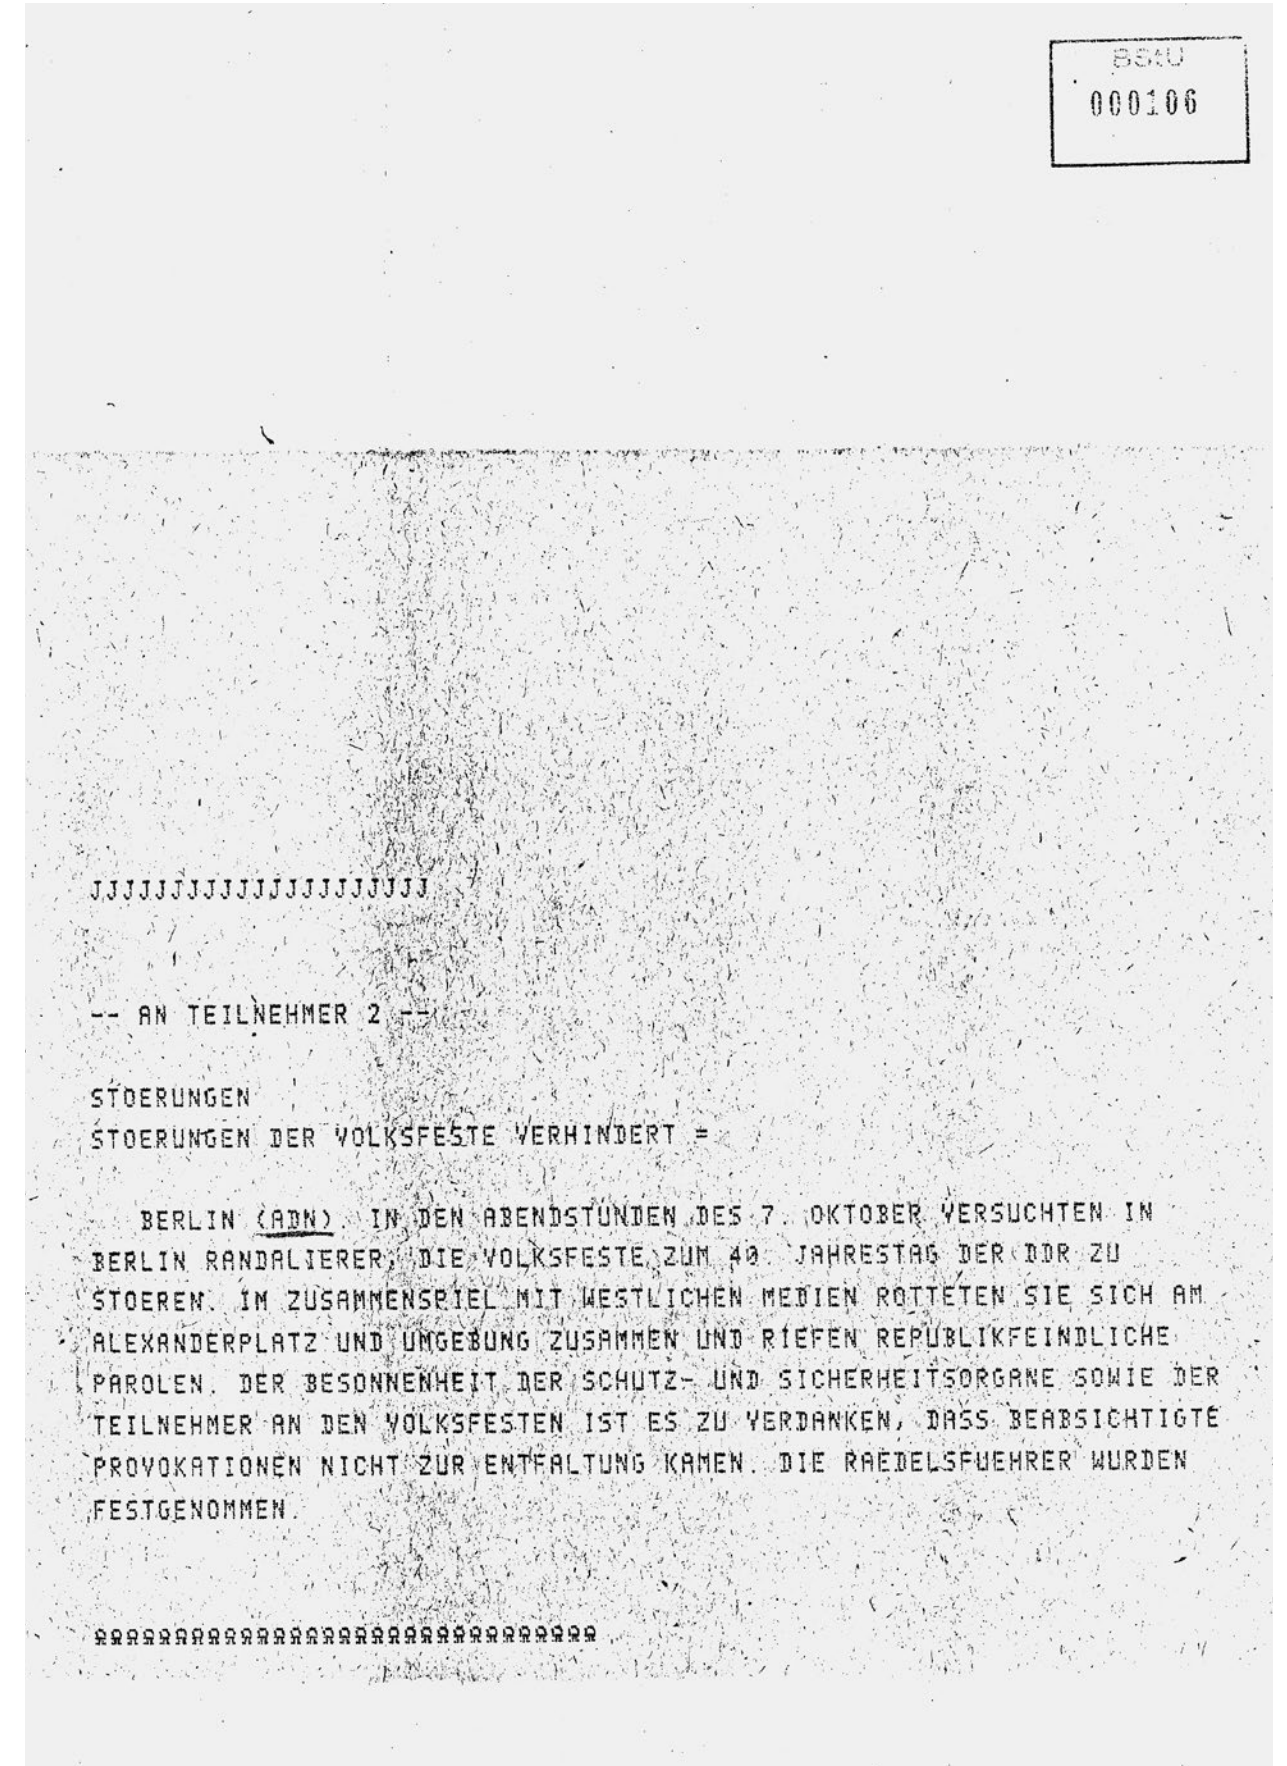 BStU
000106
JJJJJJJJJJJJJJJJJJJJJ
-- AN TEILNEHMER 2 --
STOERUNGEN
STOERUNGEN DER VOLKSFESTE VERHINDERT =
BERLIN (ADN). IN DEN ABENDSTUNDEN DES 7. OKTOBER VERSUCHTEN IN
BERLIN RANDALIERER, DIE VOLKSFESTE ZUM 40. JAHRESTAG DER DDR ZU
STOEREN. IM ZUSAMMENSPIEL MIT WESTLICHEN MEDIEN ROTTETEN SIE SICH AM
ALEXANDERPLATZ UND UMGEBUNG ZUSAMMEN UND RIEFEN REPUBLIKFEINDLICHE
PAROLEN. DER BESONNENHEIT DER SCHUTZ- UND SICHERHEITSORGANE SOWIE DER
TEILNEHMER AN DEN VOLKSFESTEN IST ES ZU VERDANKEN, DASS BEABSICHTIGTE
PROVOKATIONEN NICHT ZUR ENTFALTUNG KAMEN. DIE RAEDELSFUEHRER WURDEN
FESTGENOMMEN.